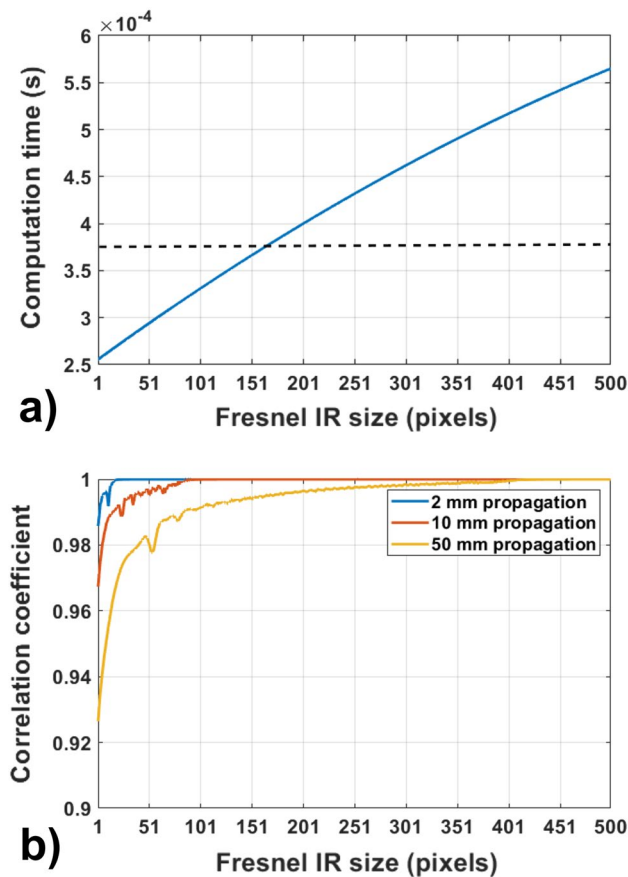 ×10⁻⁴
6
5.5
5
4.5
4
3.5
3
2.5
Computation time (s)
1 51 101 151 201 251 301 351 401 451 500
Fresnel IR size (pixels)
a)
1
0.98
0.96
0.94
0.92
0.9
Correlation coefficient
2 mm propagation
10 mm propagation
50 mm propagation
1 51 101 151 201 251 301 351 401 451 500
Fresnel IR size (pixels)
b)